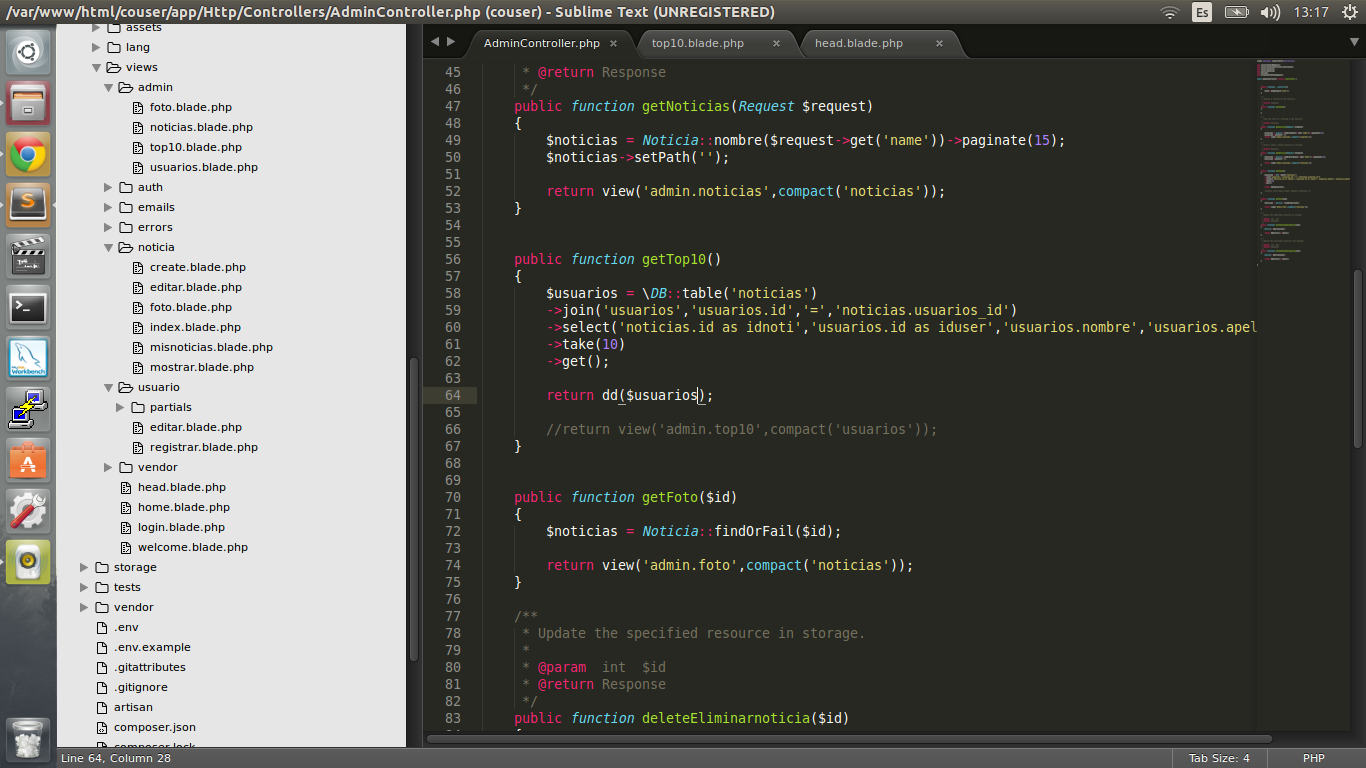 /var/www/html/couser/app/Http/Controllers/AdminController.php (couser) - Sublime Text (UNREGISTERED)
Es
13:17
assets
lang
views
admin
foto.blade.php
noticias.blade.php
top10.blade.php
usuarios.blade.php
auth
emails
errors
noticia
create.blade.php
editar.blade.php
foto.blade.php
index.blade.php
misnoticias.blade.php
mostrar.blade.php
usuario
partials
editar.blade.php
registrar.blade.php
vendor
head.blade.php
home.blade.php
login.blade.php
welcome.blade.php
storage
tests
vendor
.env
.env.example
.gitattributes
.gitignore
artisan
composer.json
composer.lock
AdminController.php
top10.blade.php
head.blade.php
45 * @return Response
46 */
47 public function getNoticias(Request $request)
48 {
49 $noticias = Noticia::nombre($request->get('name'))->paginate(15);
50 $noticias->setPath('');
51
52 return view('admin.noticias',compact('noticias'));
53 }
54
55
56 public function getTop10()
57 {
58 $usuarios = \DB::table('noticias')
59 ->join('usuarios','usuarios.id','=','noticias.usuarios_id')
60 ->select('noticias.id as idnoti','usuarios.id as iduser','usuarios.nombre','usuarios.apel
61 ->take(10)
62 ->get();
63
64 return dd($usuarios);
65
66 //return view('admin.top10',compact('usuarios'));
67 }
68
69
70 public function getFoto($id)
71 {
72 $noticias = Noticia::findOrFail($id);
73
74 return view('admin.foto',compact('noticias'));
75 }
76
77 /**
78 * Update the specified resource in storage.
79 *
80 * @param  int  $id
81 * @return Response
82 */
83 public function deleteEliminarnoticia($id)
Line 64, Column 28
Tab Size: 4
PHP